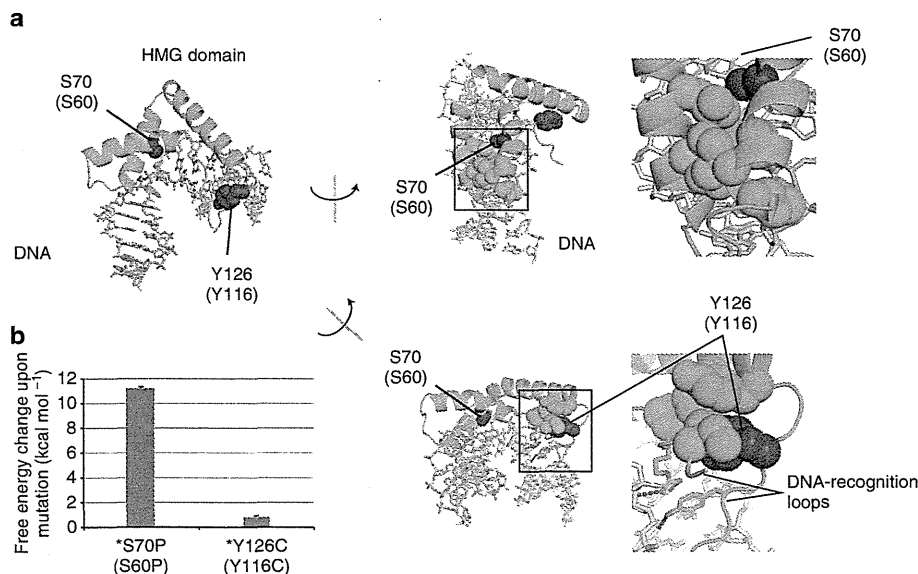 a
HMG domain
S70
(S60)
DNA
Y126
(Y116)
S70
(S60)
DNA
S70
(S60)
b
Free energy change upon
mutation (kcal mol –1)
12
10
8
6
4
2
0
*S70P
(S60P)
*Y126C
(Y116C)
S70
(S60)
Y126
(Y116)
DNA-recognition
loops